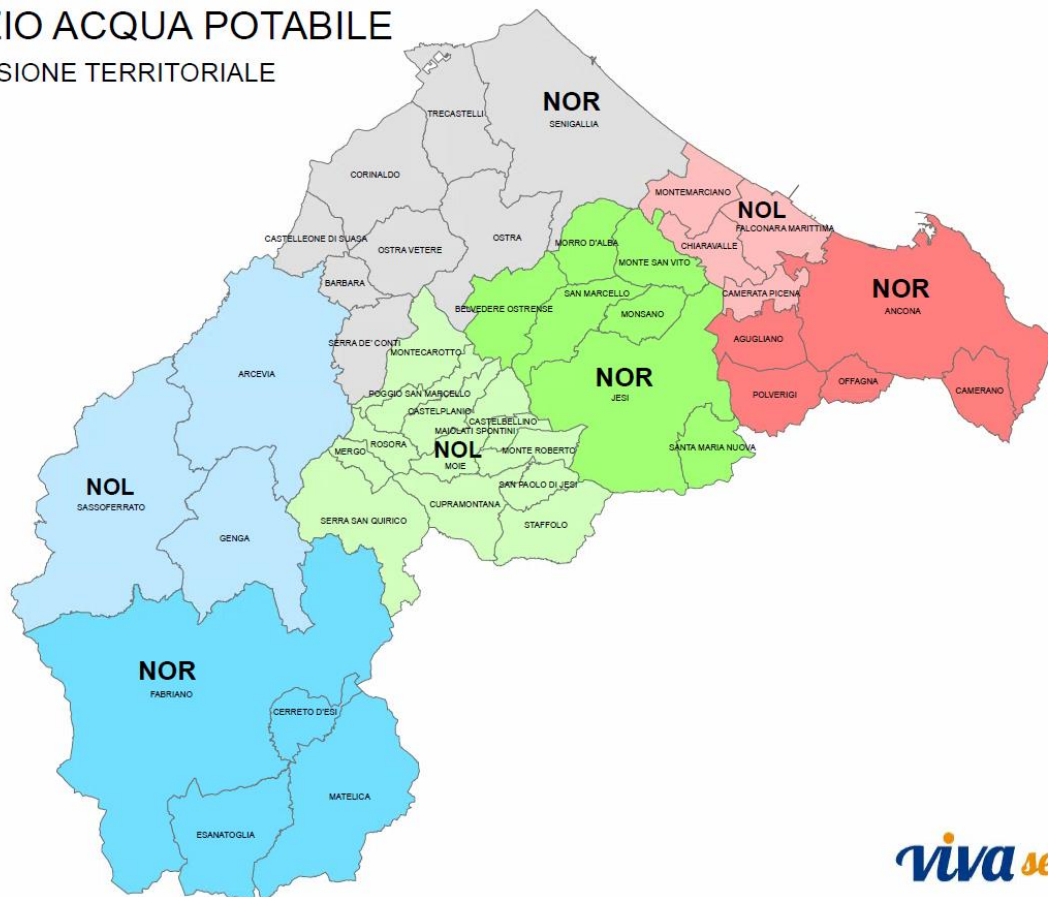 ZIO ACQUA POTABILE
SIONE TERRITORIALE
NOR
SENIGALLIA
TRECASTELLI
CORINALDO
CASTELLEONE DI SUASA
OSTRA VETERE
OSTRA
BARBARA
SERRA DE' CONTI
MONTEMARCIANO
NOL
FALCONARA MARITTIMA
CHIARAVALLE
CAMERATA PICENA
NOR
ANCONA
AGUGLIANO
POLVERIGI
OFFAGNA
CAMERANO
MORRO D'ALBA
MONTE SAN VITO
BELVEDERE OSTRENSE
SAN MARCELLO
MONSANO
NOR
JESI
SANTA MARIA NUOVA
MONTECAROTTO
POGGIO SAN MARCELLO
CASTELPLANIO
CASTELBELLINO
MAIOLATI SPONTINI
ROSORA
MERGO
NOL
MOIE
MONTE ROBERTO
SAN PAOLO DI JESI
CUPRAMONTANA
STAFFOLO
SERRA SAN QUIRICO
ARCEVIA
NOL
SASSOFERRATO
GENGA
NOR
FABRIANO
CERRETO D'ESI
MATELICA
ESANATOGLIA
viva se